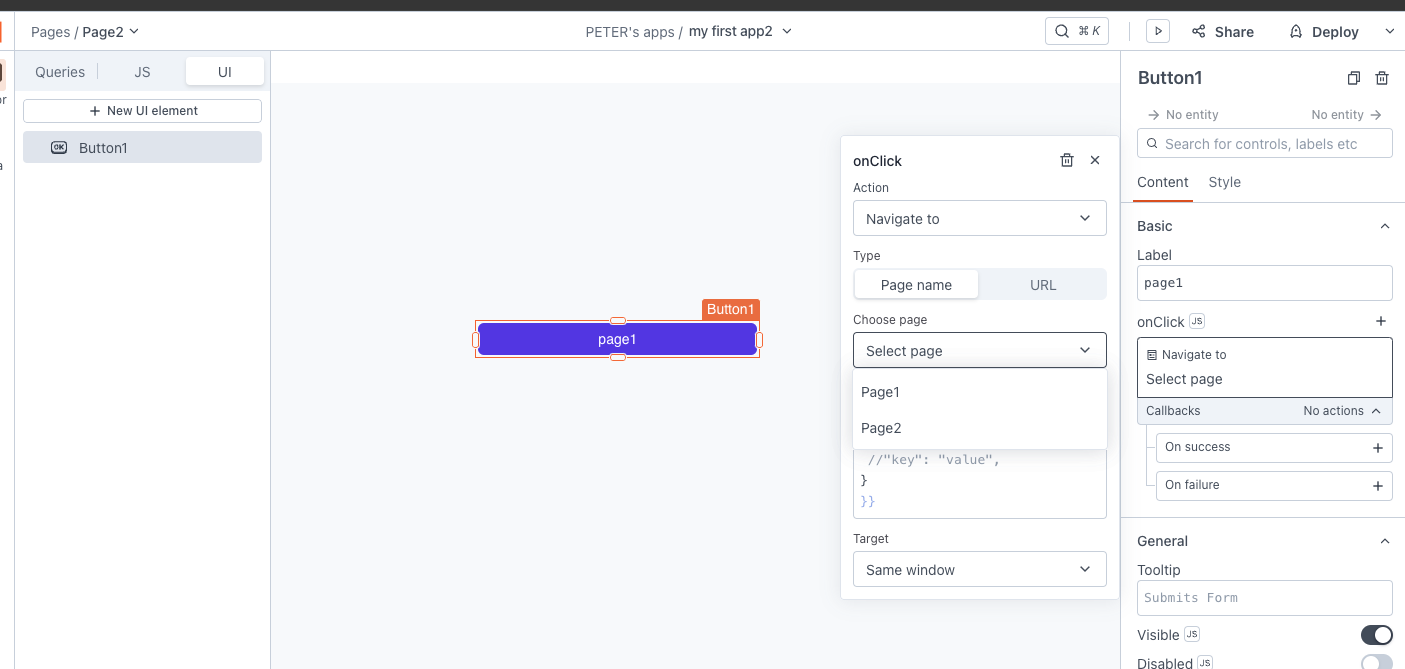 Pages / Page2
PETER's apps / my first app2
⌘ K
Share
Deploy
Queries
JS
UI
+ New UI element
OK Button1
Button1
page1
onClick
Action
Navigate to
Type
Page name
URL
Choose page
Select page
Page1
Page2
//"key": "value",
}
}}
Target
Same window
Button1
No entity
No entity
Search for controls, labels etc
Content
Style
Basic
Label
page1
onClick JS
Navigate to
Select page
Callbacks
No actions
On success
On failure
General
Tooltip
Submits Form
Visible JS
Disabled JS